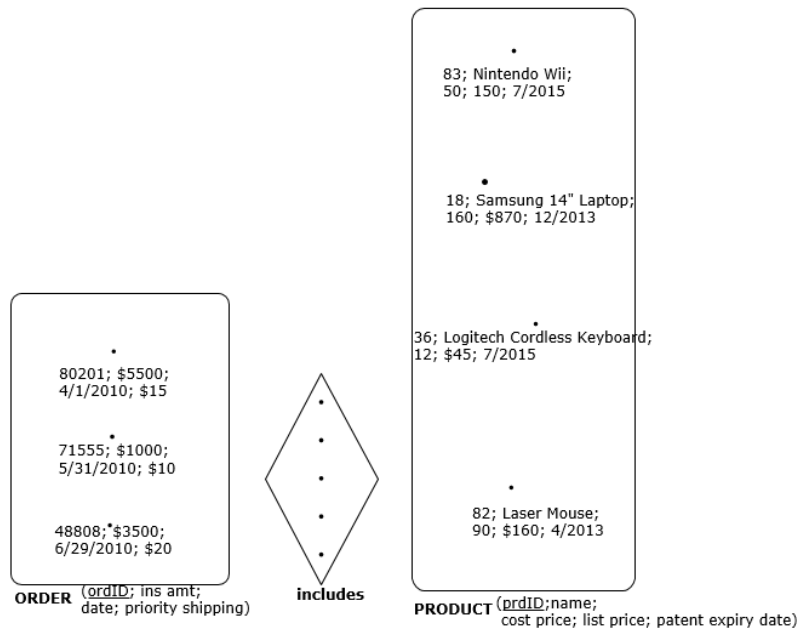 83; Nintendo Wii;
50; 150; 7/2015
18; Samsung 14" Laptop;
160; $870; 12/2013
36; Logitech Cordless Keyboard;
12; $45; 7/2015
82; Laser Mouse;
90; $160; 4/2013
80201; $5500;
4/1/2010; $15
71555; $1000;
5/31/2010; $10
48808; $3500;
6/29/2010; $20
ORDER (ordID; ins amt;
date; priority shipping)
includes
PRODUCT (prdID;name;
cost price; list price; patent expiry date)